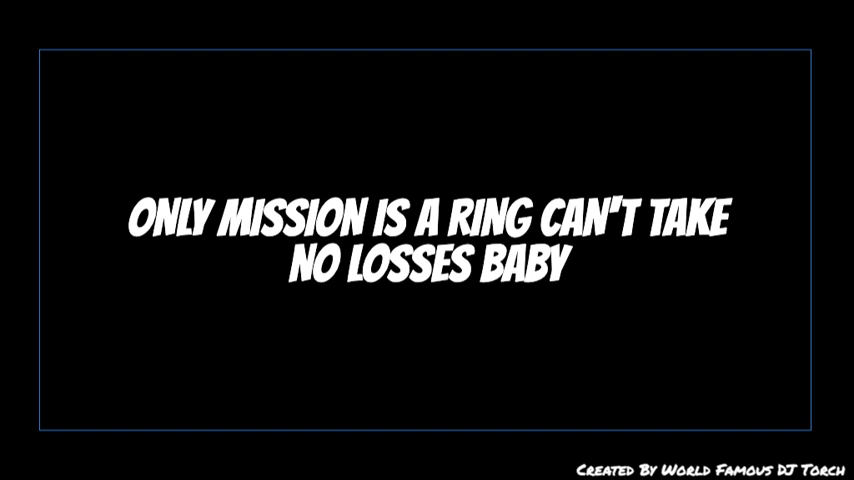 ONLY MISSION IS A RING CAN'T TAKE
NO LOSSES BABY
CREATED BY WORLD FAMOUS DJ TORCH